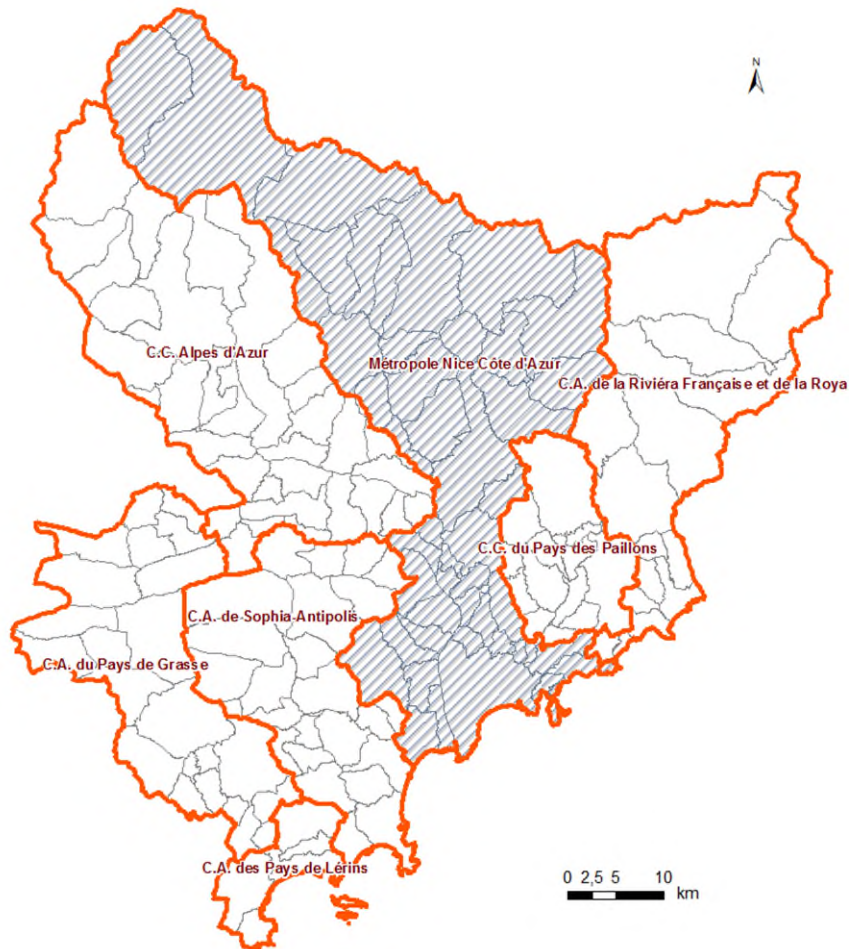 N
C.C. Alpes d'Azur
Métropole Nice Côte d'Azur
C.A. de la Riviéra Française et de la Roya
C.C. du Pays des Paillons
C.A. de Sophia Antipolis
C.A. du Pays de Grasse
C.A. des Pays de Lérins
0 2,5 5 10
km